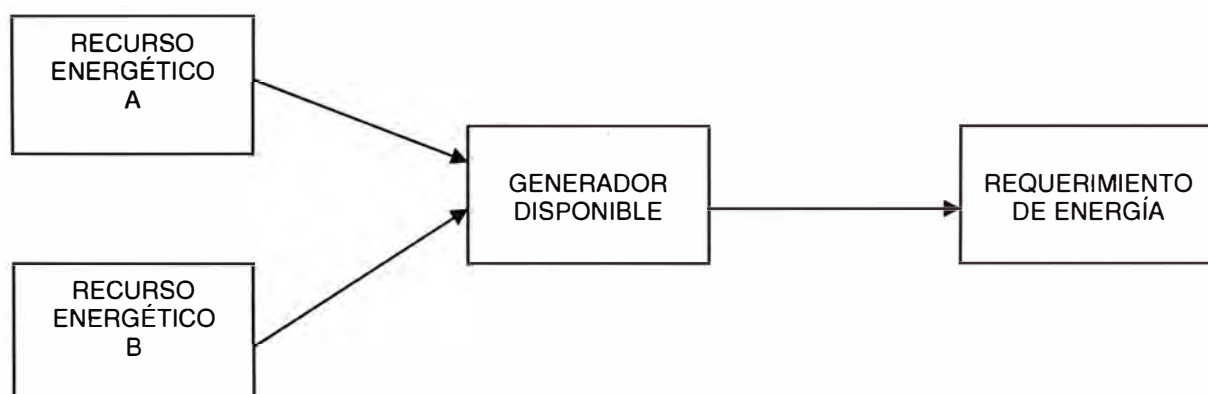 RECURSO
ENERGÉTICO
A
GENERADOR
DISPONIBLE
REQUERIMIENTO
DE ENERGÍA
RECURSO
ENERGÉTICO
B